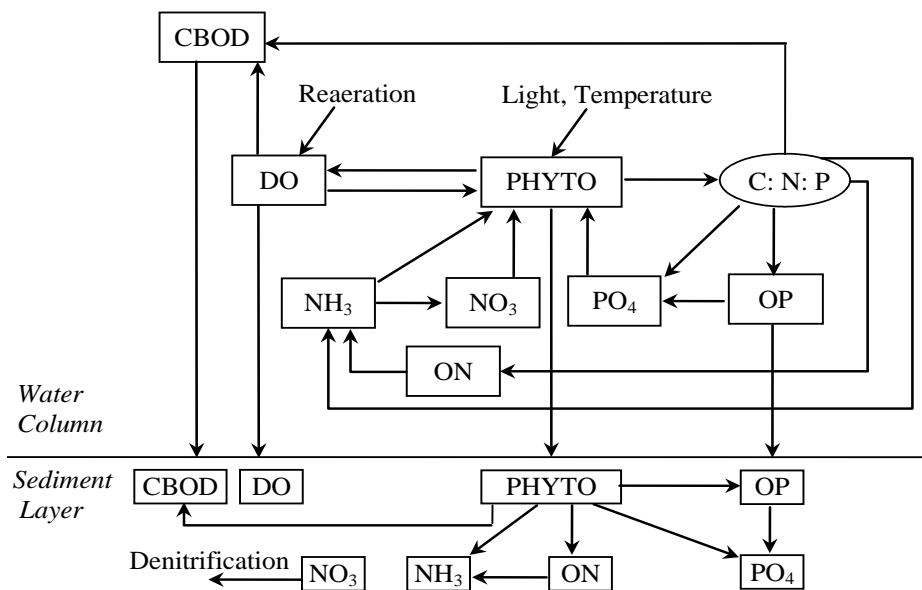 CBOD
Reaeration
Light, Temperature
DO
PHYTO
C: N: P
NH₃
NO₃
PO₄
OP
ON
Water
Column
Sediment
Layer
CBOD
DO
PHYTO
OP
Denitrification
NO₃
NH₃
ON
PO₄